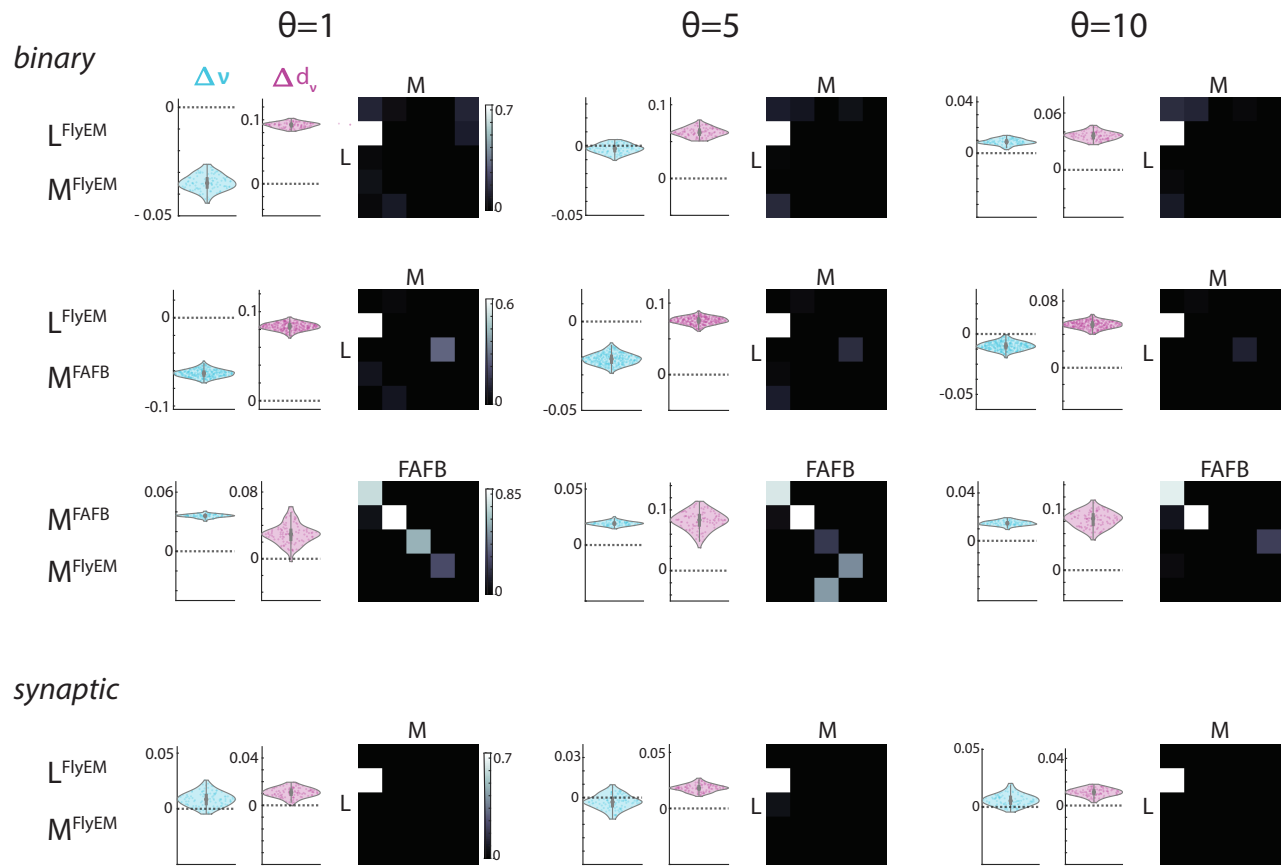 θ=1 θ=5 θ=10
binary
Δν Δd_ν
M M M
0 0.1 0 - 0.05 0.7 0
0.1 0 0 -0.05
0.04 0 0.06 0
L^FlyEM
M^FlyEM
L L L
M M M
0 -0.1 0.1 0 0.6 0
0 -0.05 0.1 0
0 -0.05 0.08 0
L^FlyEM
M^FAFB
L L L
FAFB FAFB FAFB
0.06 0 0.08 0 0.85 0
0.05 0 0.1 0
0.04 0 0.1 0
M^FAFB
M^FlyEM
synaptic
M M M
0.05 0 0.04 0 0.7 0
0.03 0 0.05 0
0.05 0 0.04 0
L^FlyEM
M^FlyEM
L L L